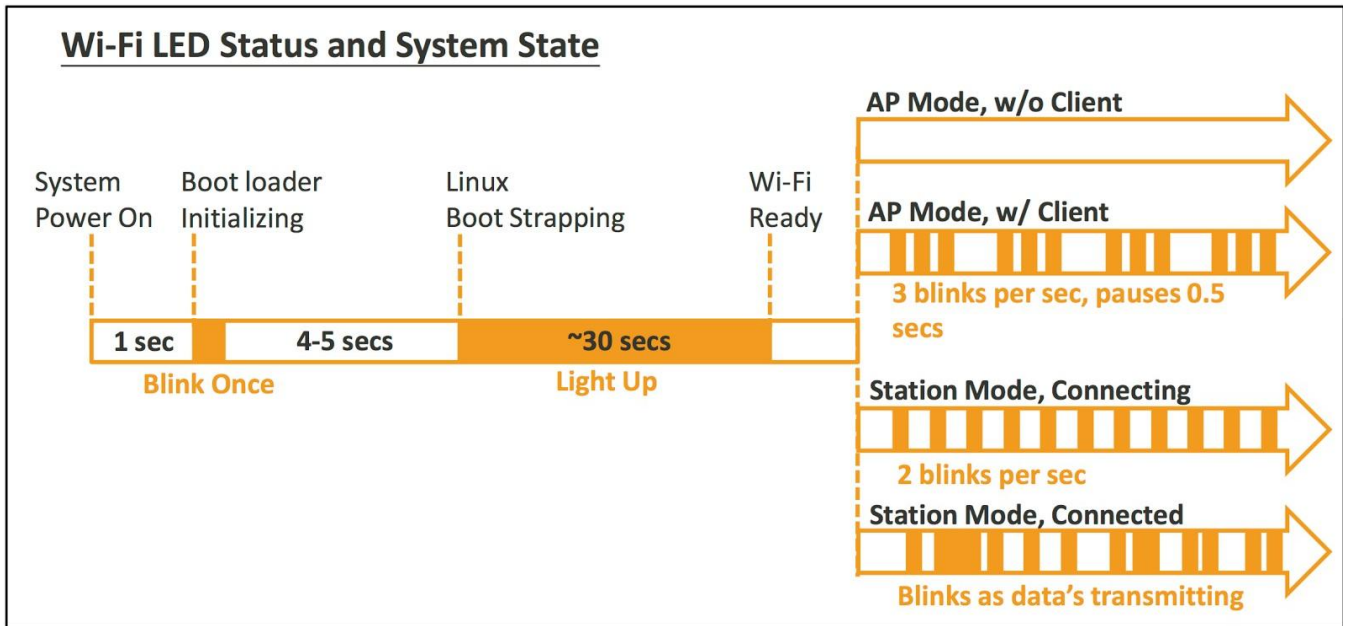 Wi-Fi LED Status and System State
System
Power On
Boot loader
Initializing
Linux
Boot Strapping
Wi-Fi
Ready
1 sec
4-5 secs
~30 secs
Blink Once
Light Up
AP Mode, w/o Client
AP Mode, w/ Client
3 blinks per sec, pauses 0.5
secs
Station Mode, Connecting
2 blinks per sec
Station Mode, Connected
Blinks as data's transmitting